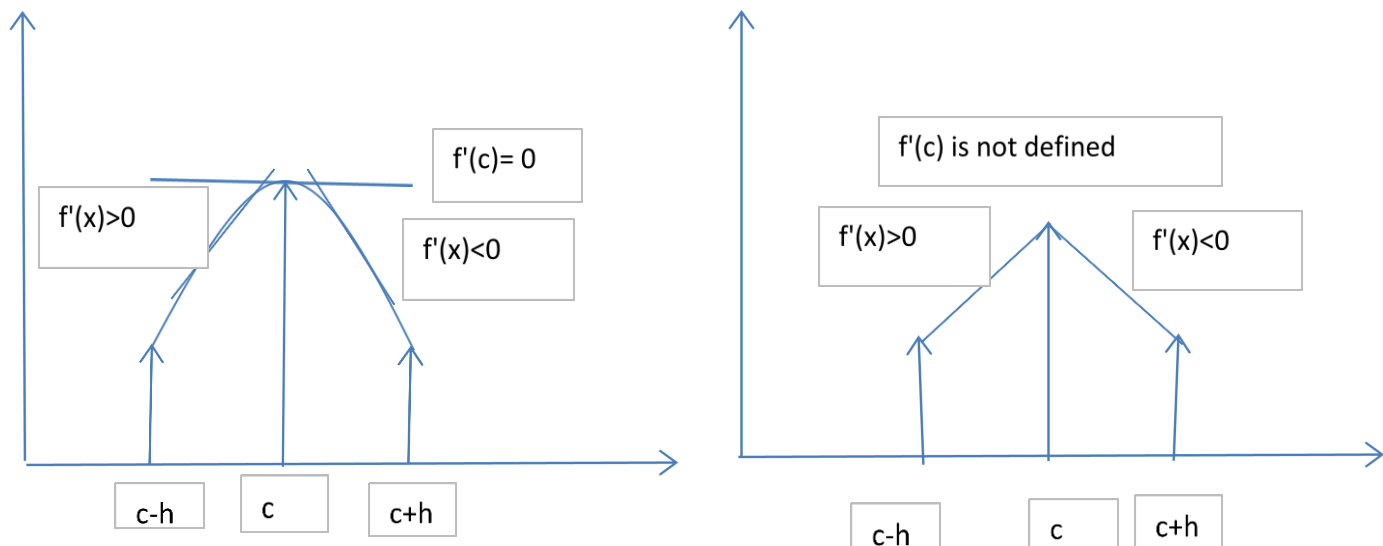 f'(c)= 0
f'(x)>0
f'(x)<0
c-h
c
c+h
f'(c) is not defined
f'(x)>0
f'(x)<0
c-h
c
c+h